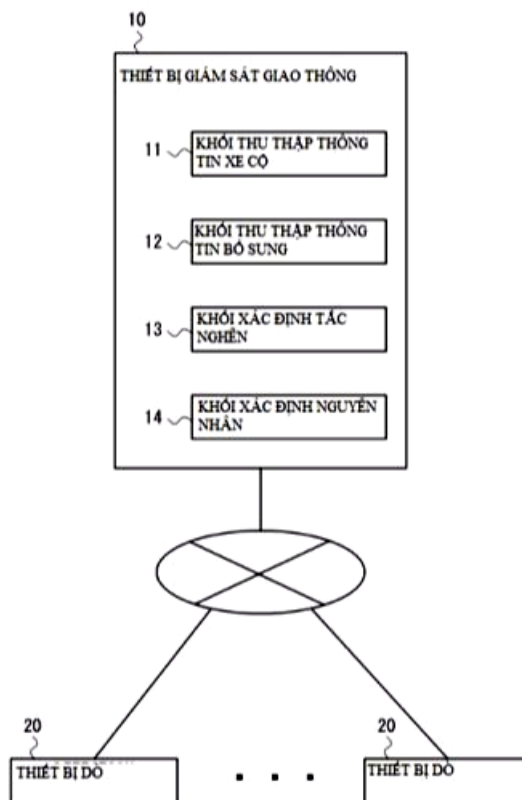 10
THIẾT BỊ GIÁM SÁT GIAO THÔNG
11
KHỐI THU THẬP THÔNG
TIN XE CỘ
12
KHỐI THU THẬP THÔNG
TIN BỔ SUNG
13
KHỐI XÁC ĐỊNH TẮC
NGHẼN
14
KHỐI XÁC ĐỊNH NGUYÊN
NHÂN
20
THIẾT BỊ DÒ
20
THIẾT BỊ DÒ